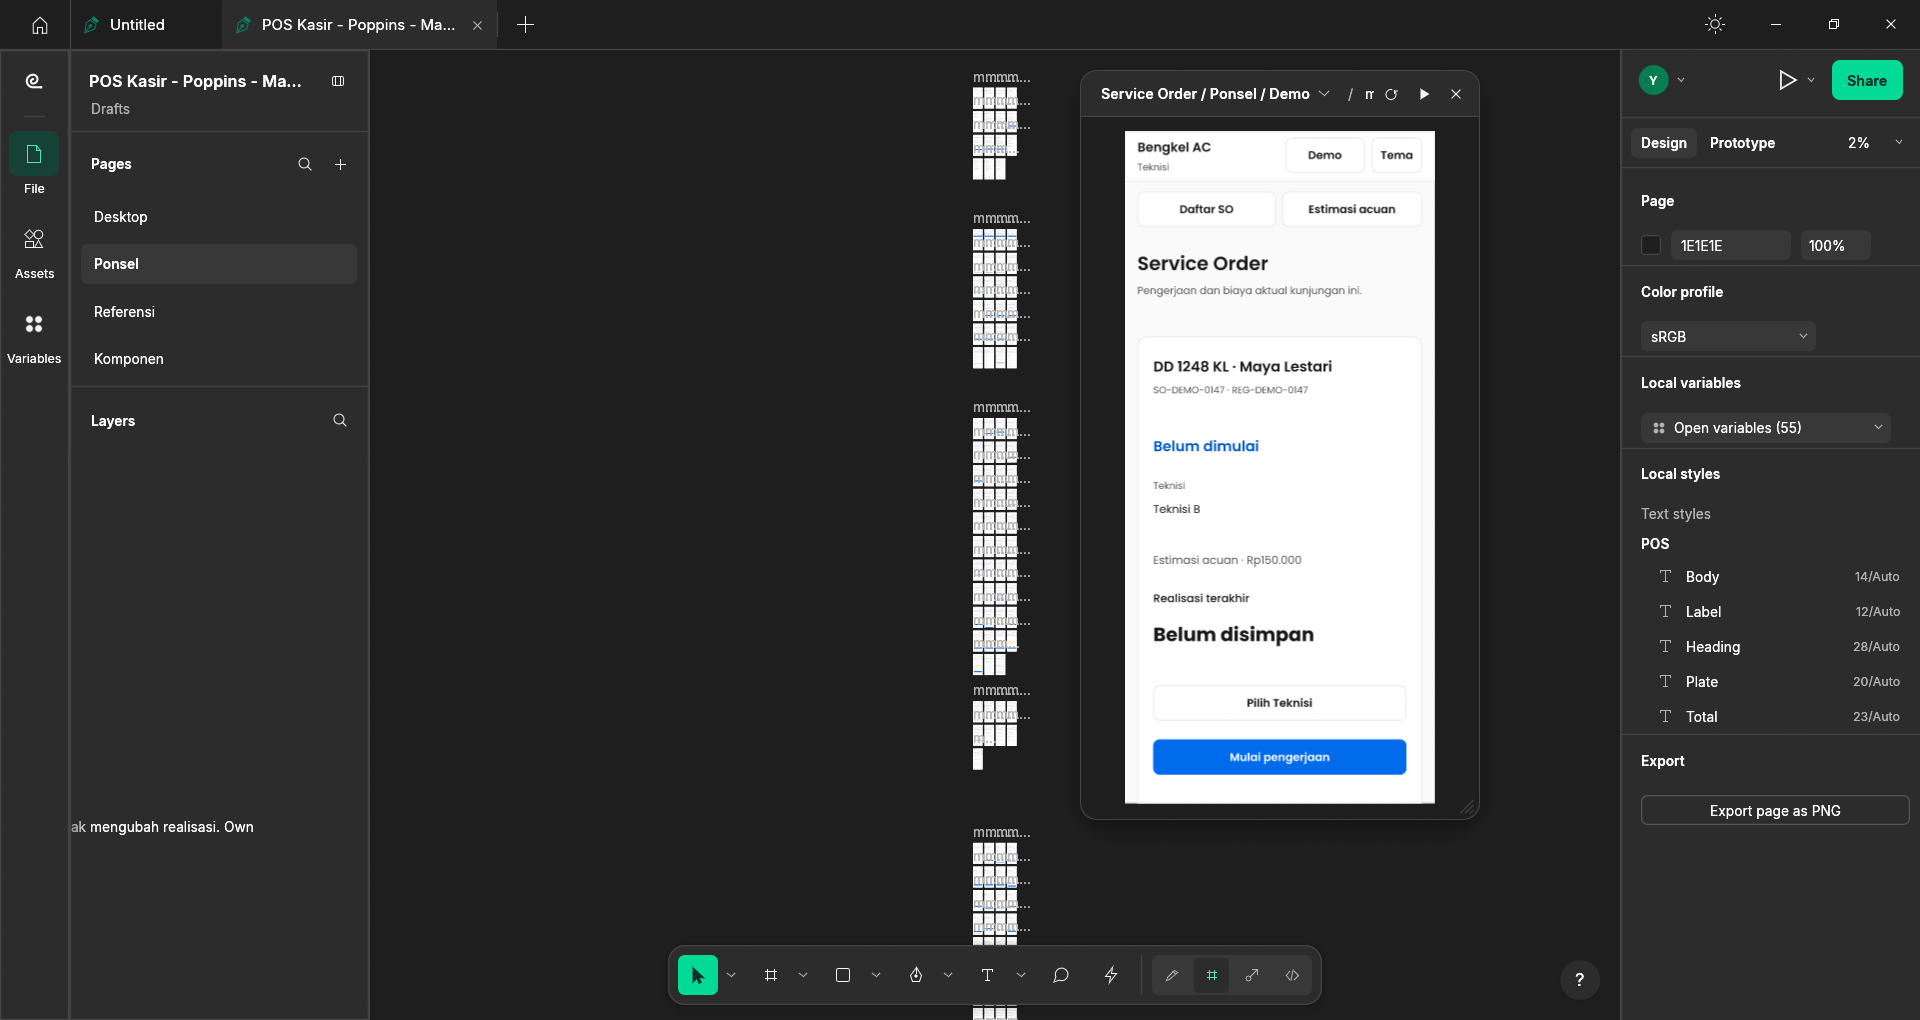 Untitled
POS Kasir - Poppins - Ma...
POS Kasir - Poppins - Ma...
Drafts
File
Assets
Variables
Pages
Desktop
Ponsel
Referensi
Komponen
Layers
ak mengubah realisasi. Own
Service Order / Ponsel / Demo /
Bengkel AC
Teknisi
Demo
Tema
Daftar SO
Estimasi acuan
Service Order
Pengerjaan dan biaya aktual kunjungan ini.
DD 1248 KL · Maya Lestari
SO-DEMO-0147 · REG-DEMO-0147
Belum dimulai
Teknisi
Teknisi B
Estimasi acuan · Rp150.000
Realisasi terakhir
Belum disimpan
Pilih Teknisi
Mulai pengerjaan
Y
Share
Design
Prototype
2%
Page
1E1E1E
100%
Color profile
sRGB
Local variables
Open variables (55)
Local styles
Text styles
POS
Body 14/Auto
Label 12/Auto
Heading 28/Auto
Plate 20/Auto
Total 23/Auto
Export
Export page as PNG
?